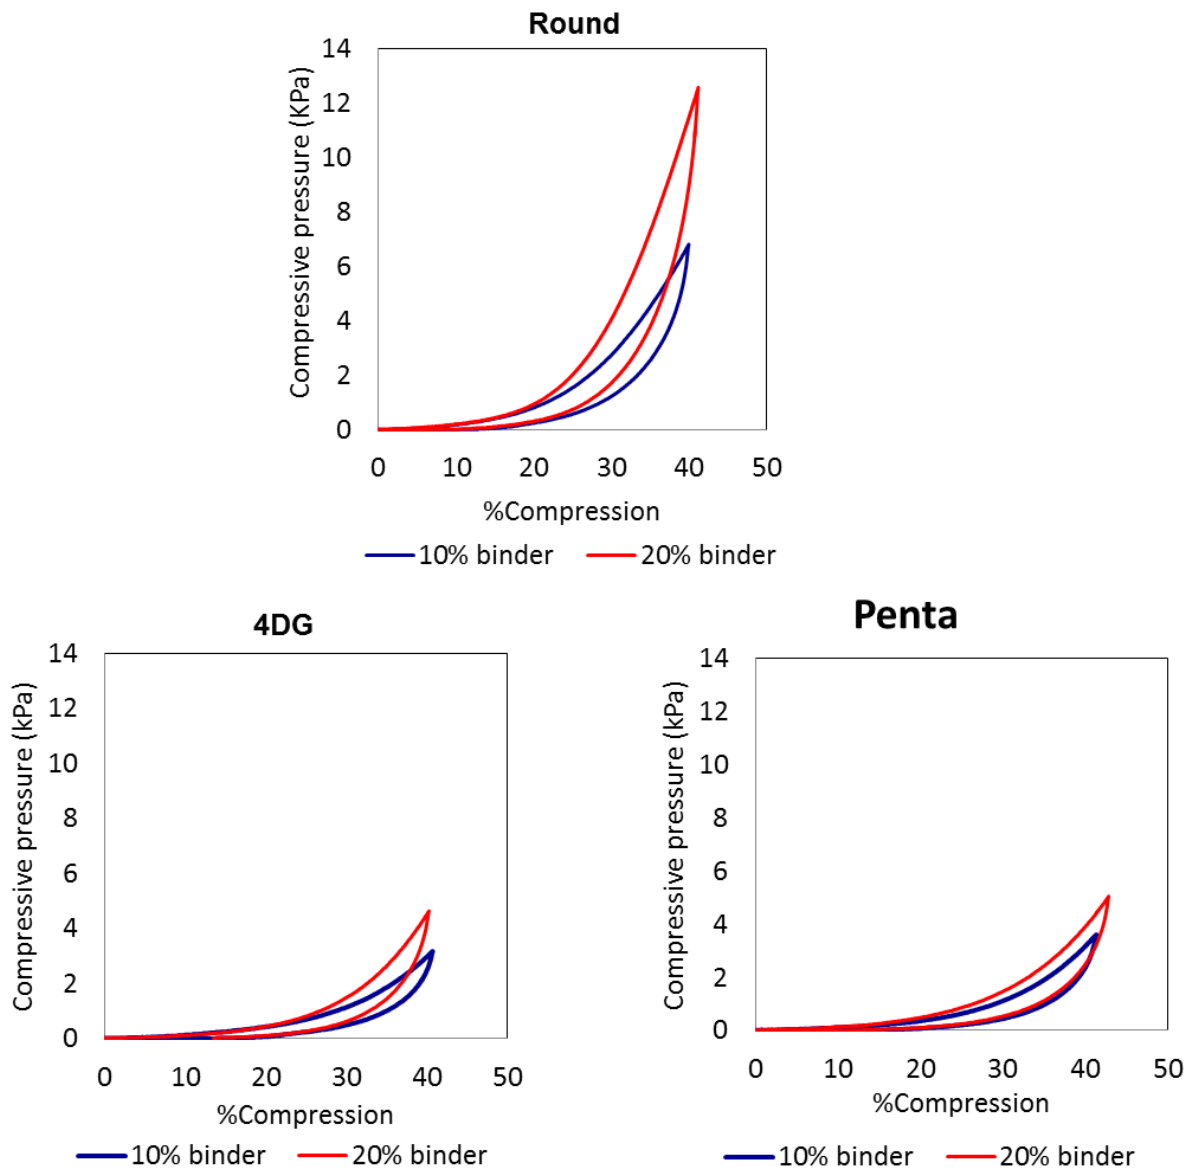 Round
Compressive pressure (KPa)
14
12
10
8
6
4
2
0
0 10 20 30 40 50
%Compression
10% binder 20% binder
4DG
Compressive pressure (kPa)
14
12
10
8
6
4
2
0
0 10 20 30 40 50
%Compression
10% binder 20% binder
Penta
Compressive pressure (kPa)
14
12
10
8
6
4
2
0
0 10 20 30 40 50
%Compression
10% binder 20% binder